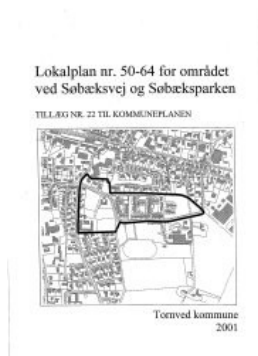 Lokalplan nr. 50-64 for området
ved Søbæksvej og Søbæksparken
TILLÆG NR. 22 TIL KOMMUNEPLANEN
Tornved kommune
2001